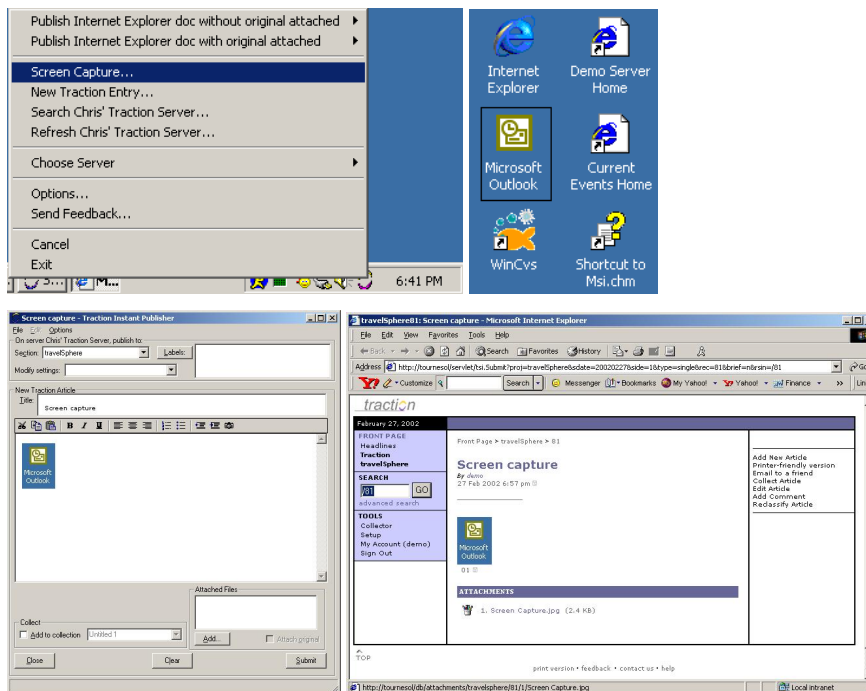 Publish Internet Explorer doc without original attached
Publish Internet Explorer doc with original attached
Screen Capture...
New Traction Entry...
Search Chris' Traction Server...
Refresh Chris' Traction Server...
Choose Server
Options...
Send Feedback...
Cancel
Exit
6:41 PM
Internet Explorer
Demo Server Home
Microsoft Outlook
Current Events Home
WinCvs
Shortcut to Msi.chm
Screen capture - Traction Instant Publisher
File Edit Options
On server Chris' Traction Server, publish to:
Section: travelSphere Labels:
Modify settings:
New Traction Article
Title:
Screen capture
B I U
Microsoft Outlook
Attached Files
Collect
Add to collection Untitled 1
Add... Attach original
Close Clear Submit
travelSphere81: Screen capture - Microsoft Internet Explorer
File Edit View Favorites Tools Help
Back Search Favorites History
Address http://tournesol/servlet/tsi.Submit?proj=travelSphere&sdate=20020227&side=1&type=single&rec=81&brief=n&rsin=/81
Y! Customize Search Messenger Bookmarks My Yahoo! Yahoo! Finance
traction
February 27, 2002
FRONT PAGE
Headlines
Traction
travelSphere
SEARCH
/81 GO
advanced search
TOOLS
Collector
Setup
My Account (demo)
Sign Out
Front Page > travelSphere > 81
Screen capture
By demo
27 Feb 2002 6:57 pm
Microsoft Outlook
01
ATTACHMENTS
1. Screen Capture.jpg (2.4 KB)
Add New Article
Printer-friendly version
Email to a friend
Collect Article
Edit Article
Add Comment
Reclassify Article
TOP
print version • feedback • contact us • help
http://tournesol/db/attachments/travelsphere/81/1/Screen Capture.jpg
Local intranet